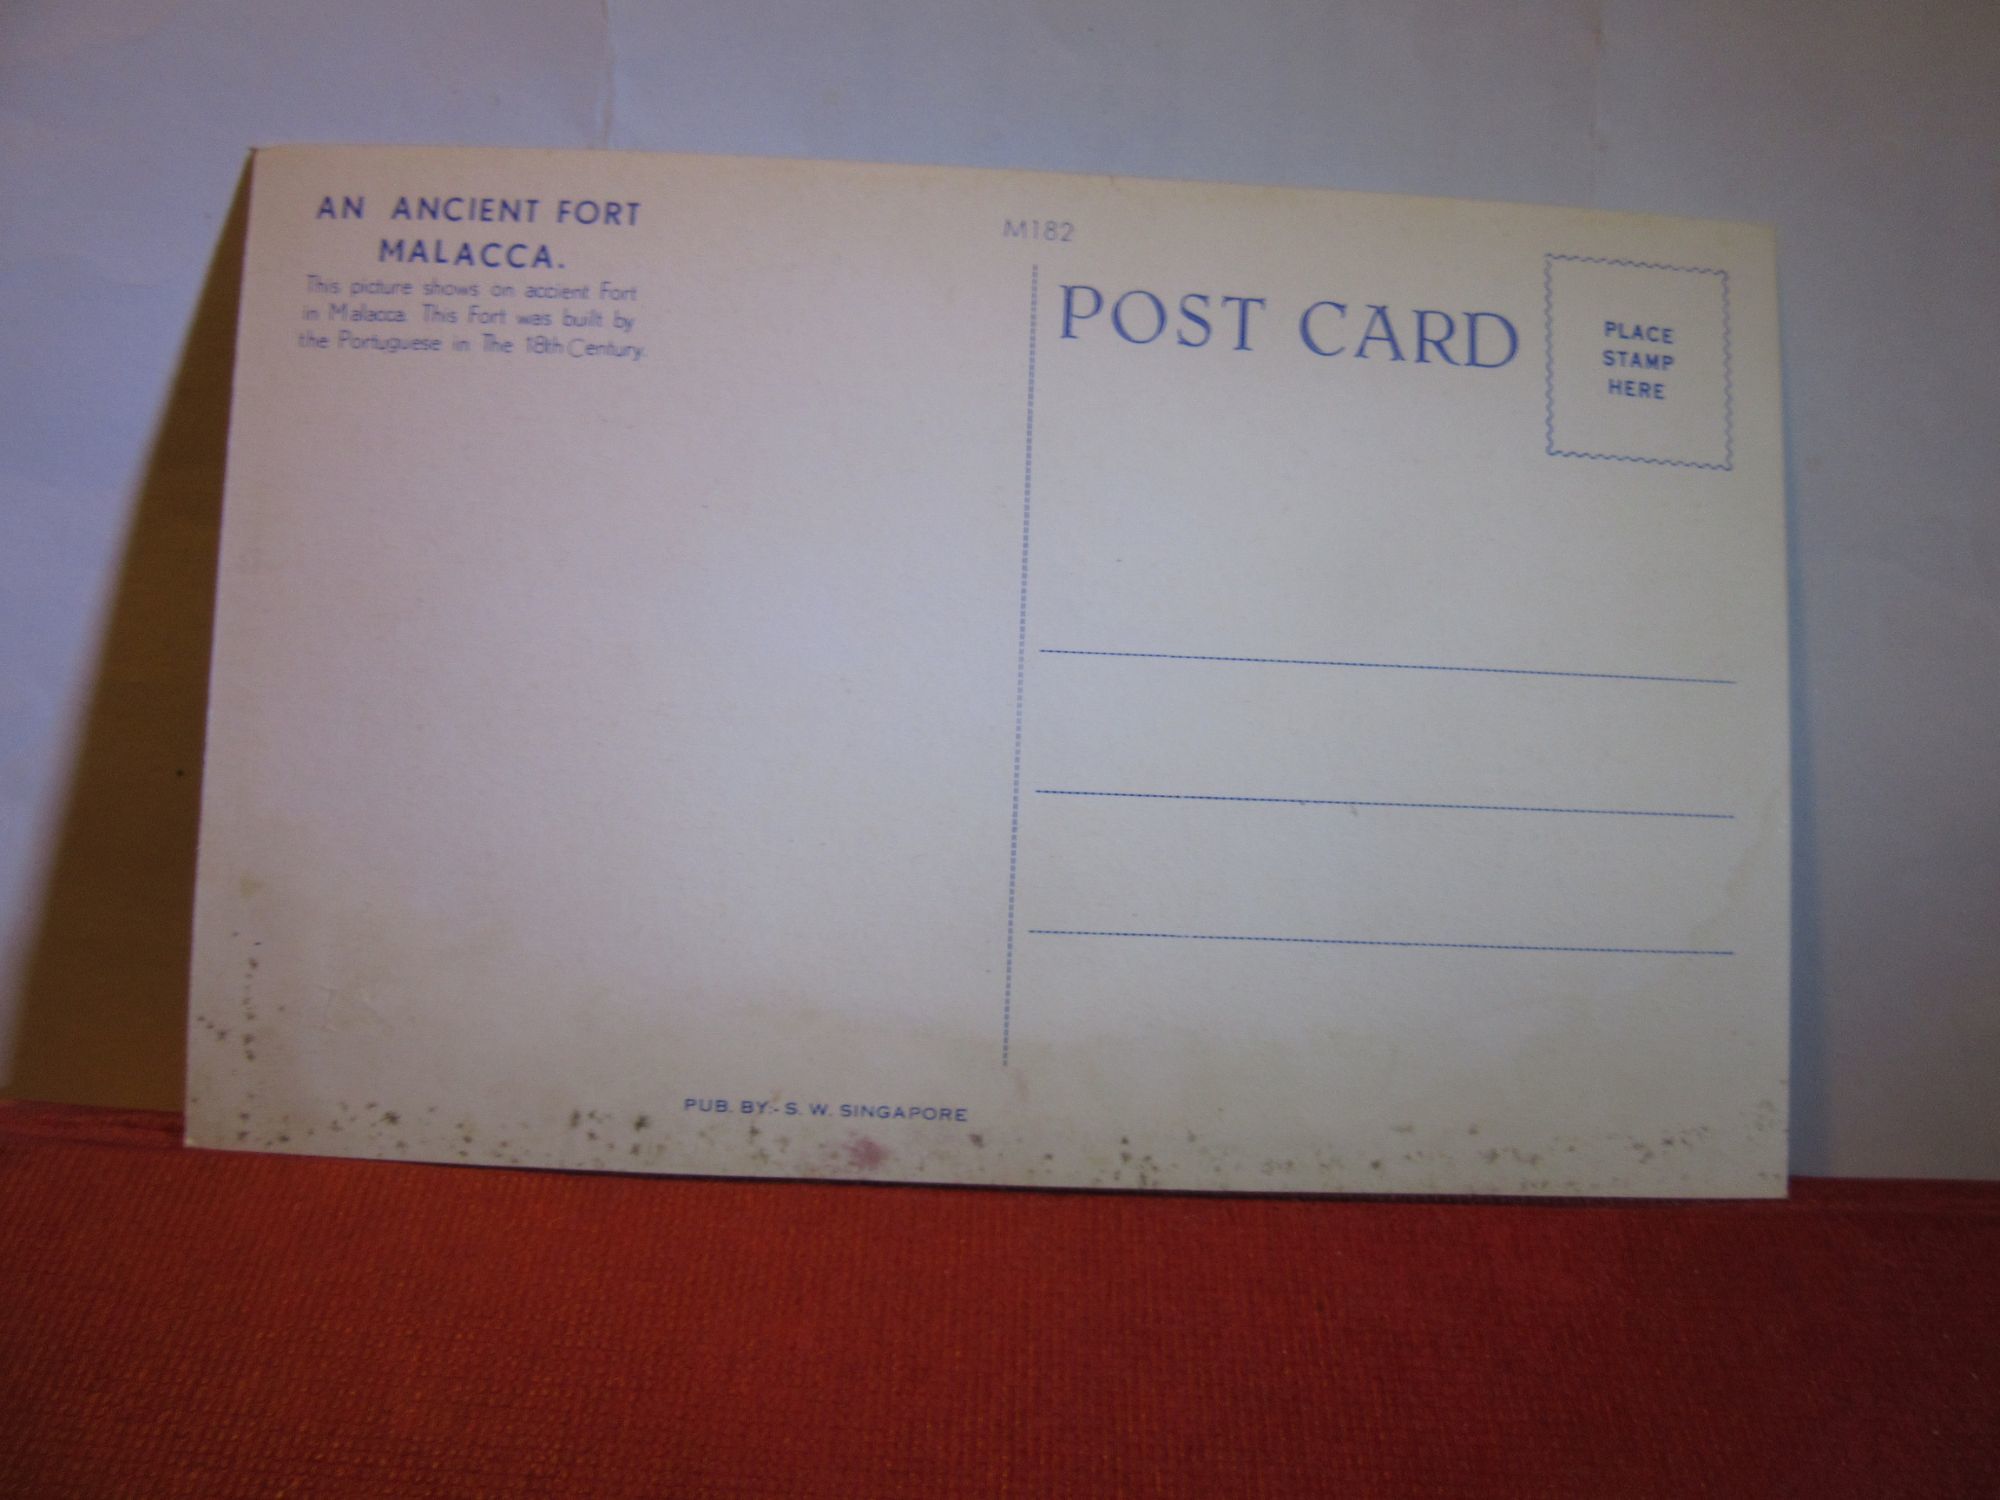 AN ANCIENT FORT
MALACCA.
This picture shows on accient Fort
in Malacca. This Fort was built by
the Portuguese in The 18th Century.
M182
POST CARD
PLACE
STAMP
HERE
PUB. BY:- S. W. SINGAPORE